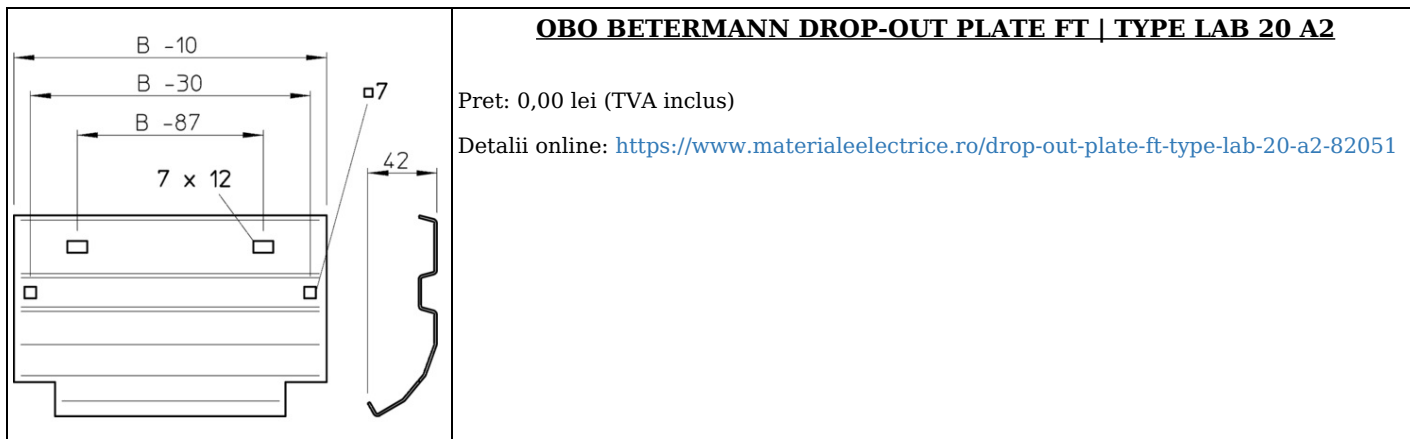 B -10
B -30
B -87
□7
42
7 x 12
OBO BETERMANN DROP-OUT PLATE FT | TYPE LAB 20 A2
Pret: 0,00 lei (TVA inclus)
Detalii online: https://www.materialeelectrice.ro/drop-out-plate-ft-type-lab-20-a2-82051